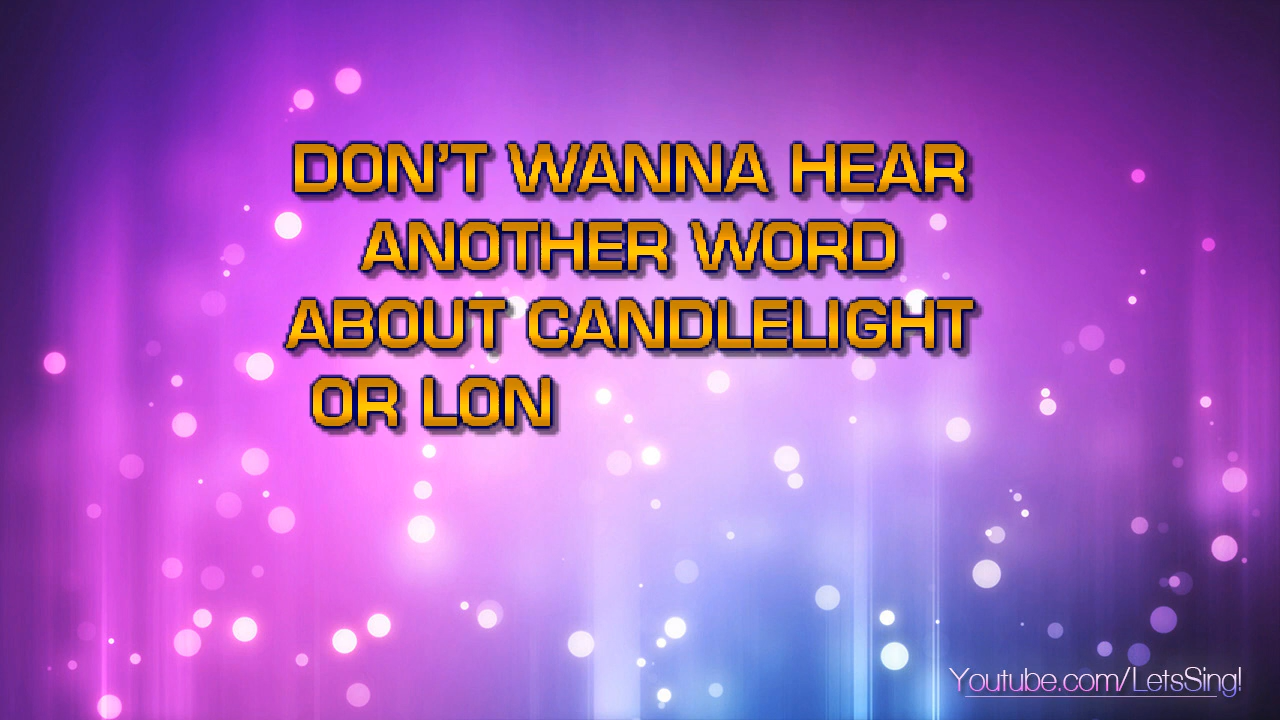 DON'T WANNA HEAR
ANOTHER WORD
ABOUT CANDLELIGHT
OR LON
Youtube.com/LetsSing!